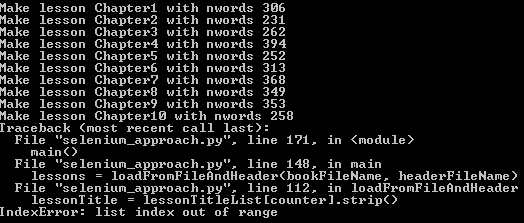 Make lesson Chapter1 with nwords 306
Make lesson Chapter2 with nwords 231
Make lesson Chapter3 with nwords 262
Make lesson Chapter4 with nwords 394
Make lesson Chapter5 with nwords 252
Make lesson Chapter6 with nwords 313
Make lesson Chapter7 with nwords 368
Make lesson Chapter8 with nwords 349
Make lesson Chapter9 with nwords 353
Make lesson Chapter10 with nwords 258
Traceback (most recent call last):
  File "selenium_approach.py", line 171, in <module>
    main()
  File "selenium_approach.py", line 148, in main
    lessons = loadFromFileAndHeader(bookFileName, headerFileName)
  File "selenium_approach.py", line 112, in loadFromFileAndHeader
    lessonTitle = lessonTitleList[counter].strip()
IndexError: list index out of range